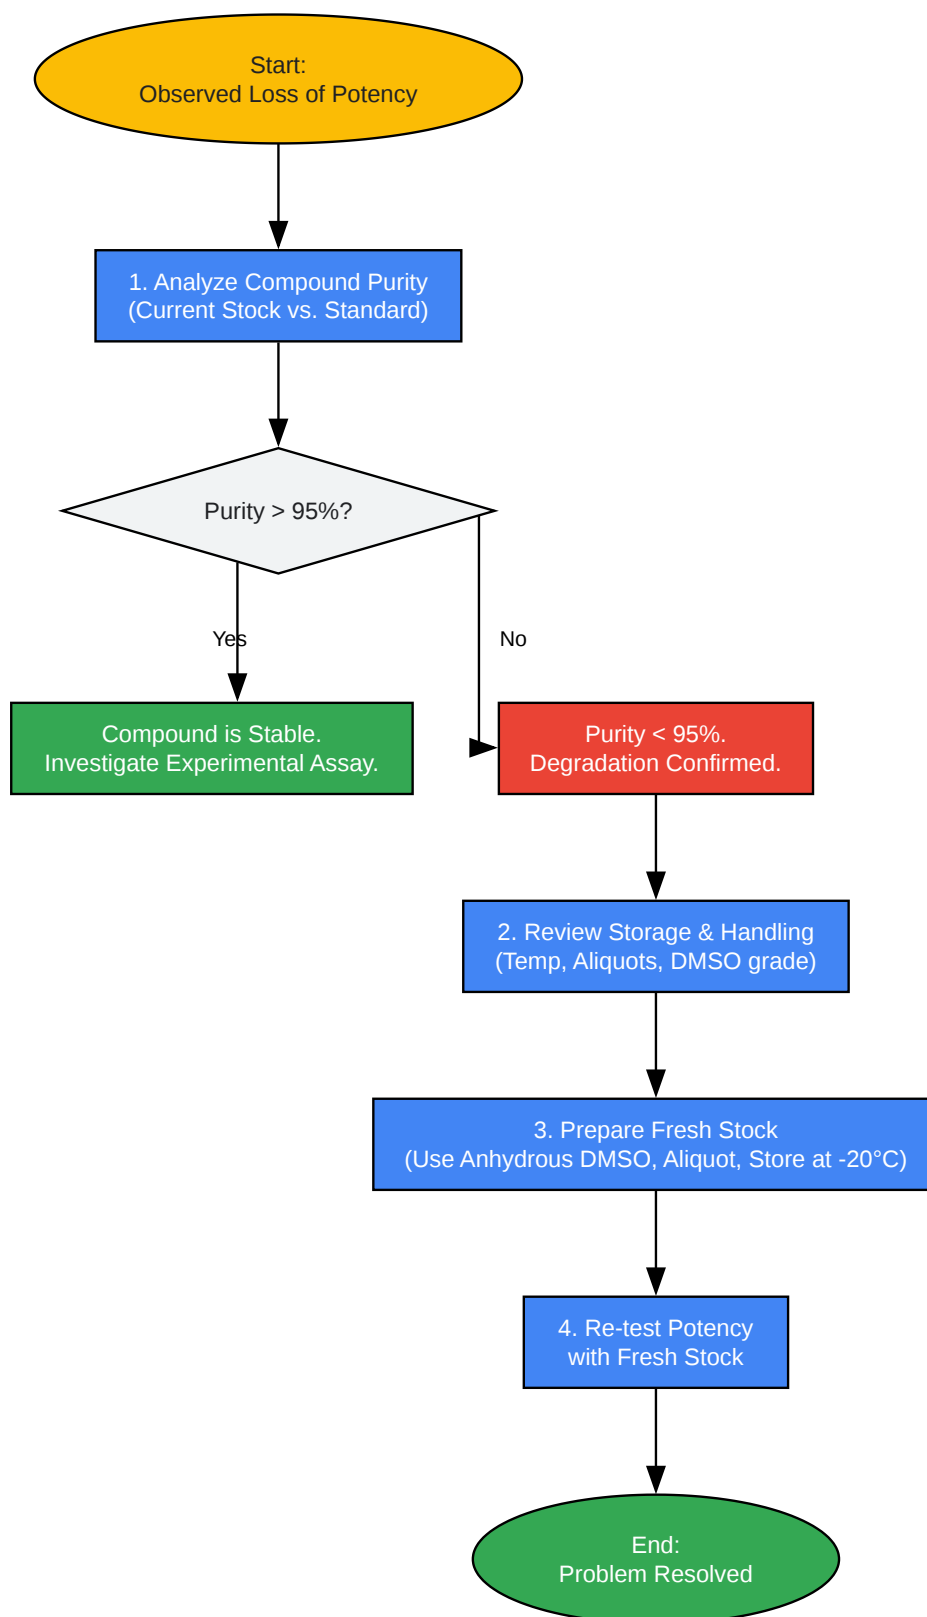 Start:
Observed Loss of Potency
1. Analyze Compound Purity
(Current Stock vs. Standard)
Purity > 95%?
Yes
No
Compound is Stable.
Investigate Experimental Assay.
Purity < 95%.
Degradation Confirmed.
2. Review Storage & Handling
(Temp, Aliquots, DMSO grade)
3. Prepare Fresh Stock
(Use Anhydrous DMSO, Aliquot, Store at -20°C)
4. Re-test Potency
with Fresh Stock
End:
Problem Resolved